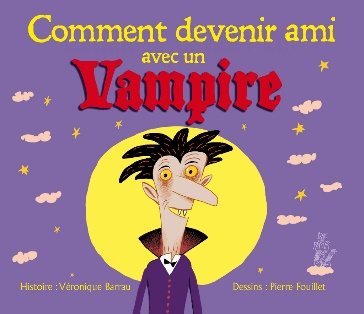 Comment devenir ami
avec un
Vampire
Histoire : Véronique Barrau
Dessins : Pierre Fouillet